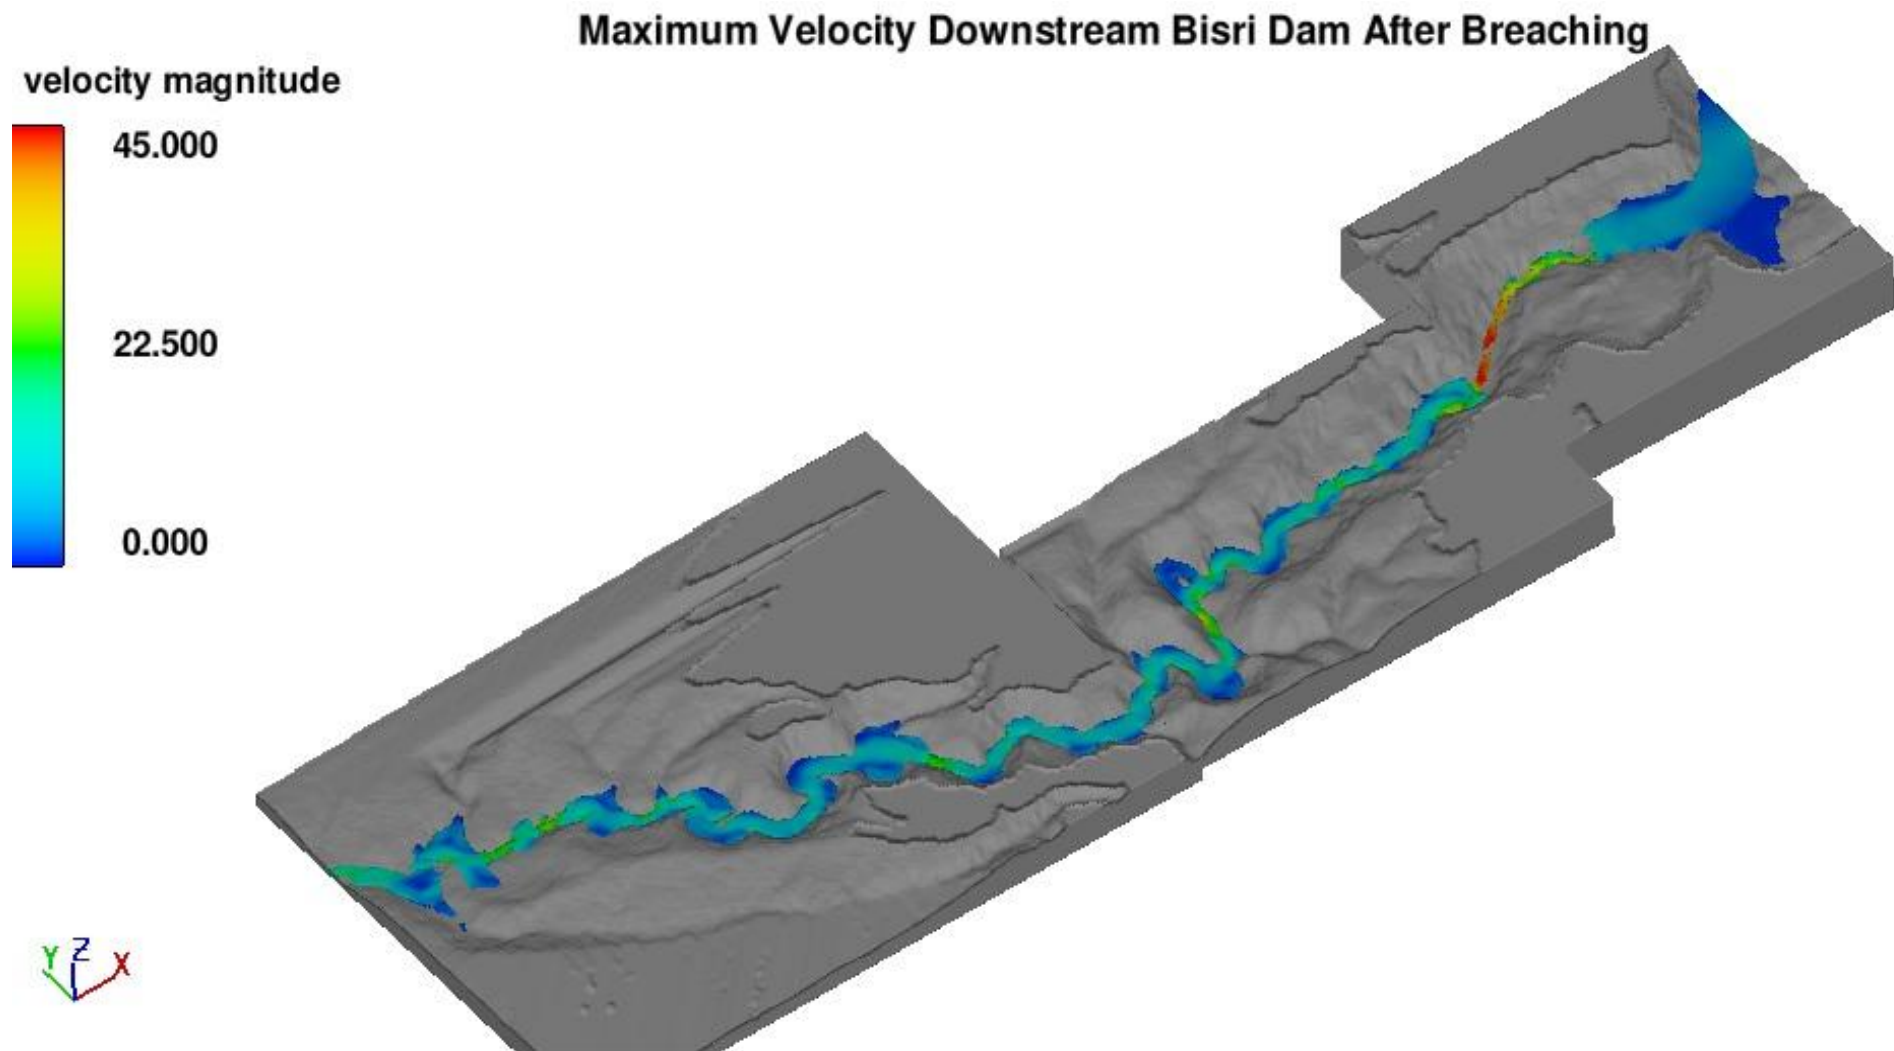 Maximum Velocity Downstream Bisri Dam After Breaching
velocity magnitude
45.000
22.500
0.000
Y Z X